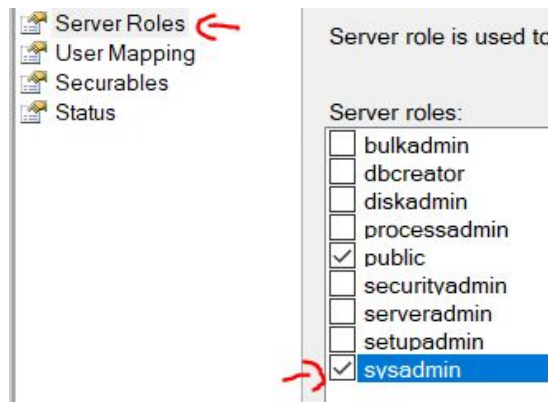 Server Roles
User Mapping
Securables
Status
Server role is used to
Server roles:
bulkadmin
dbcreator
diskadmin
processadmin
public
securityadmin
serveradmin
setupadmin
sysadmin